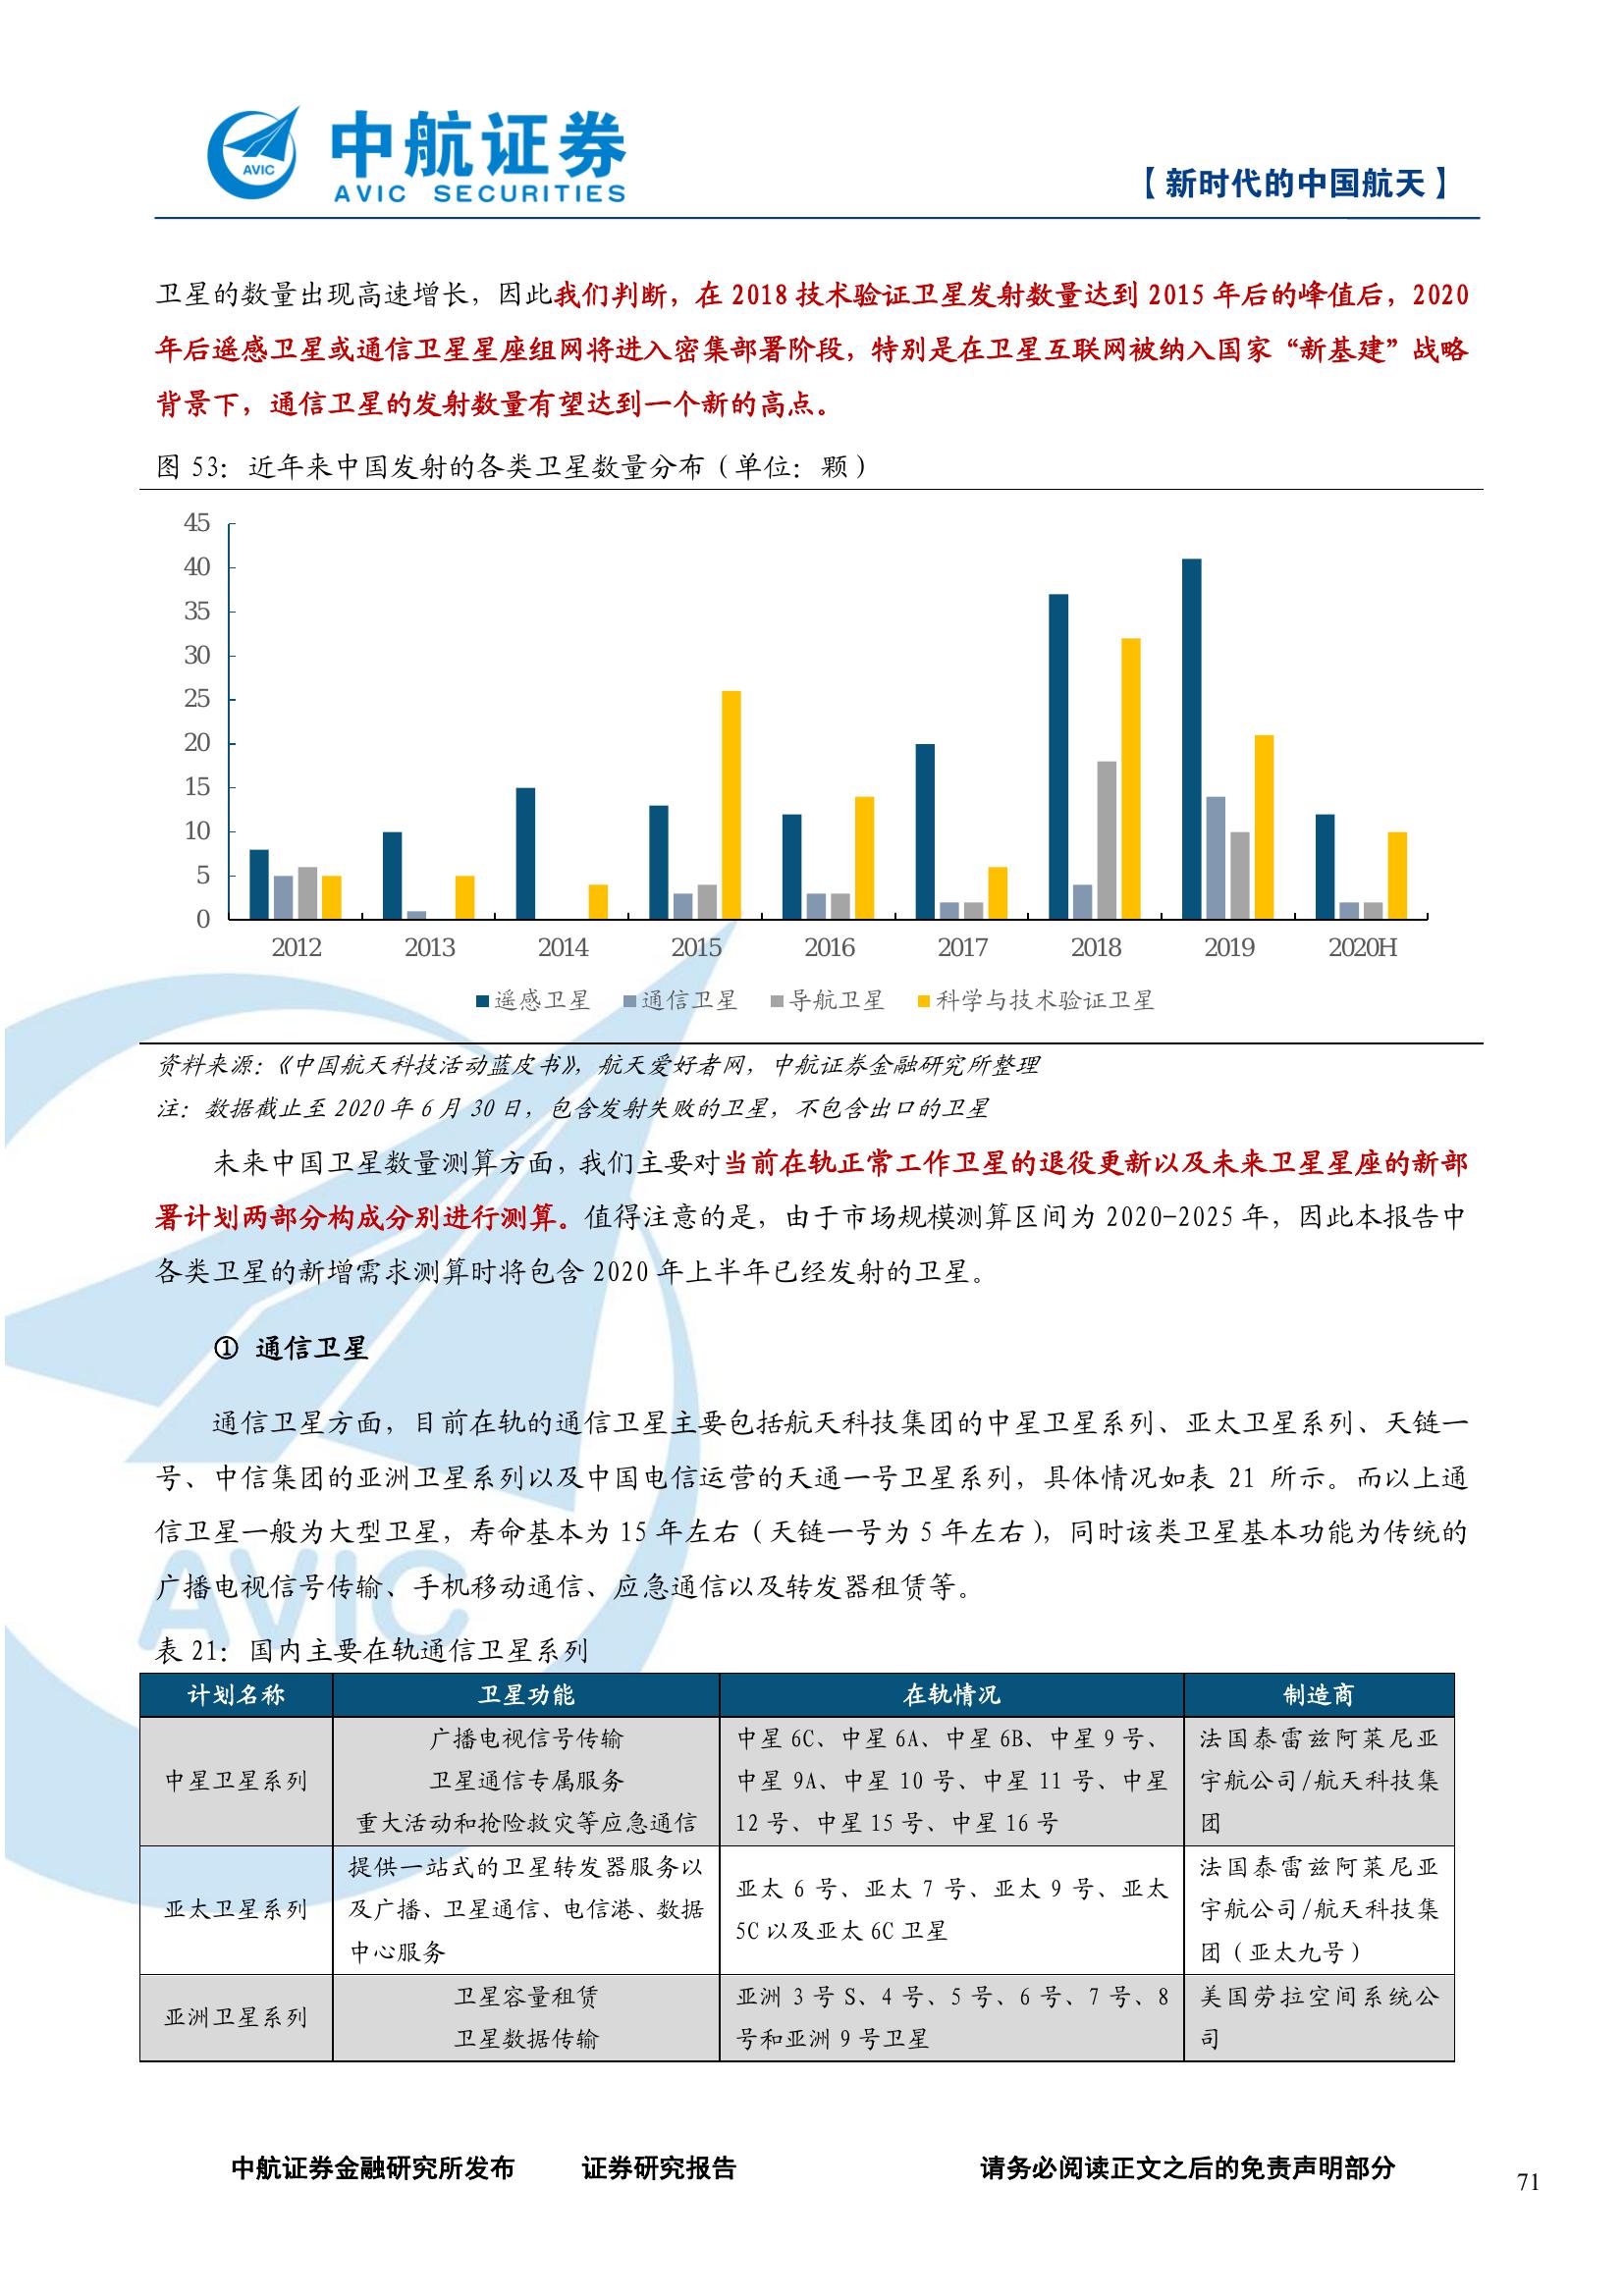 AVIC
中航证券
AVIC SECURITIES
【新时代的中国航天】
卫星的数量出现高速增长，因此我们判断，在 2018 技术验证卫星发射数量达到 2015 年后的峰值后，2020
年后遥感卫星或通信卫星星座组网将进入密集部署阶段，特别是在卫星互联网被纳入国家“新基建”战略
背景下，通信卫星的发射数量有望达到一个新的高点。
图 53：近年来中国发射的各类卫星数量分布（单位：颗）
45
40
35
30
25
20
15
10
5
0
2012 2013 2014 2015 2016 2017 2018 2019 2020H
遥感卫星 通信卫星 导航卫星 科学与技术验证卫星
资料来源：《中国航天科技活动蓝皮书》，航天爱好者网，中航证券金融研究所整理
注：数据截止至 2020 年 6 月 30 日，包含发射失败的卫星，不包含出口的卫星
未来中国卫星数量测算方面，我们主要对当前在轨正常工作卫星的退役更新以及未来卫星星座的新部
署计划两部分构成分别进行测算。值得注意的是，由于市场规模测算区间为 2020-2025 年，因此本报告中
各类卫星的新增需求测算时将包含 2020 年上半年已经发射的卫星。
① 通信卫星
通信卫星方面，目前在轨的通信卫星主要包括航天科技集团的中星卫星系列、亚太卫星系列、天链一
号、中信集团的亚洲卫星系列以及中国电信运营的天通一号卫星系列，具体情况如表 21 所示。而以上通
信卫星一般为大型卫星，寿命基本为 15 年左右（天链一号为 5 年左右），同时该类卫星基本功能为传统的
广播电视信号传输、手机移动通信、应急通信以及转发器租赁等。
AVIC
表 21：国内主要在轨通信卫星系列
计划名称 卫星功能 在轨情况 制造商
中星卫星系列
广播电视信号传输
卫星通信专属服务
重大活动和抢险救灾等应急通信
中星 6C、中星 6A、中星 6B、中星 9 号、
中星 9A、中星 10 号、中星 11 号、中星
12 号、中星 15 号、中星 16 号
法国泰雷兹阿莱尼亚
宇航公司/航天科技集
团
亚太卫星系列
提供一站式的卫星转发器服务以
及广播、卫星通信、电信港、数据
中心服务
亚太 6 号、亚太 7 号、亚太 9 号、亚太
5C 以及亚太 6C 卫星
法国泰雷兹阿莱尼亚
宇航公司/航天科技集
团（亚太九号）
亚洲卫星系列
卫星容量租赁
卫星数据传输
亚洲 3 号 S、4 号、5 号、6 号、7 号、8
号和亚洲 9 号卫星
美国劳拉空间系统公
司
中航证券金融研究所发布 证券研究报告 请务必阅读正文之后的免责声明部分
71